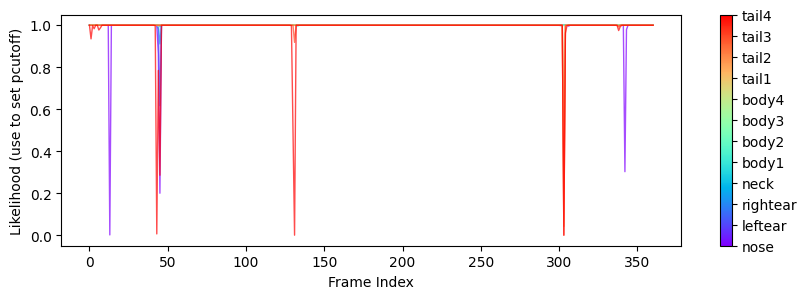 Likelihood (use to set pcutoff)
1.0
0.8
0.6
0.4
0.2
0.0
0
50
100
150
200
250
300
350
Frame Index
tail4
tail3
tail2
tail1
body4
body3
body2
body1
neck
rightear
leftear
nose